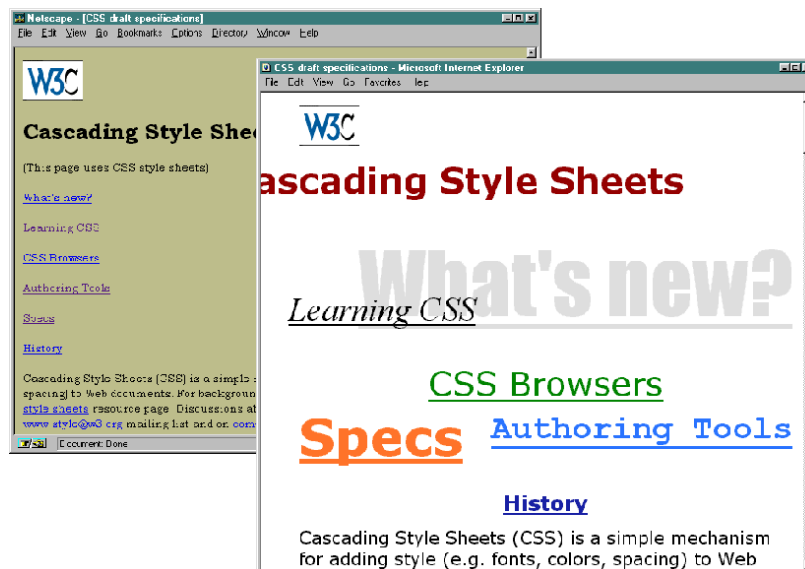 Netscape - [CSS draft specifications]
File Edit View Go Bookmarks Options Directory Window Help
W3C
Cascading Style Shee
(This page uses CSS style sheets)
What's new?
Learning CSS
CSS Browsers
Authoring Tools
Specs
History
Cascading Style Sheets (CSS) is a simple
spacing) to Web documents. For backgroun
style sheets resource page. Discussions
www-style@w3.org mailing list and on
Document: Done
CSS draft specifications - Microsoft Internet Explorer
File Edit View Go Favorites Help
W3C
ascading Style Sheets
What's new?
Learning CSS
CSS Browsers
Specs Authoring Tools
History
Cascading Style Sheets (CSS) is a simple mechanism
for adding style (e.g. fonts, colors, spacing) to Web